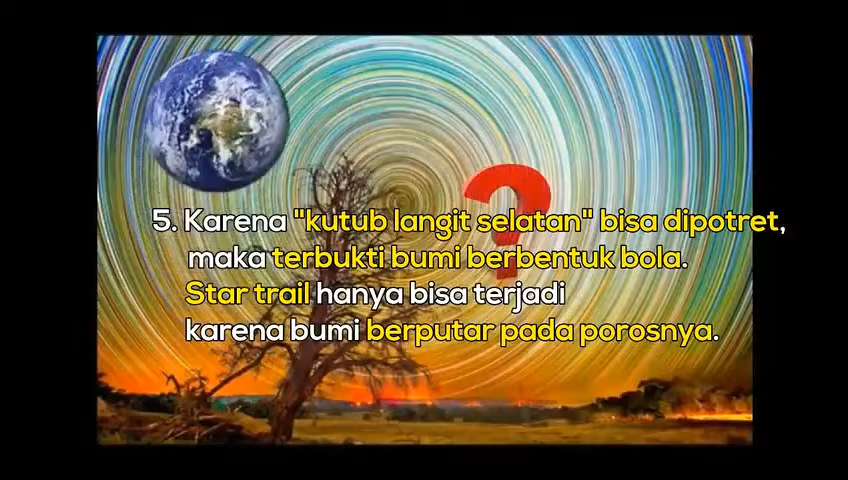 5. Karena "kutub langit selatan" bisa dipotret,
maka terbukti bumi berbentuk bola.
Star trail hanya bisa terjadi
karena bumi berputar pada porosnya.
?